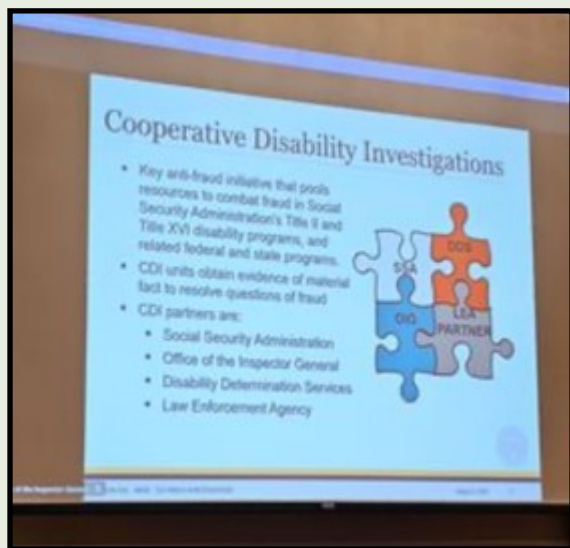 Cooperative Disability Investigations
• Key anti-fraud initiative that pools
resources to combat fraud in Social
Security Administration's Title II and
Title XVI disability programs, and
related federal and state programs.
• CDI units obtain evidence of material
fact to resolve questions of fraud
• CDI partners are:
• Social Security Administration
• Office of the Inspector General
• Disability Determination Services
• Law Enforcement Agency
SSA
DDS
OIG
LEA
PARTNER